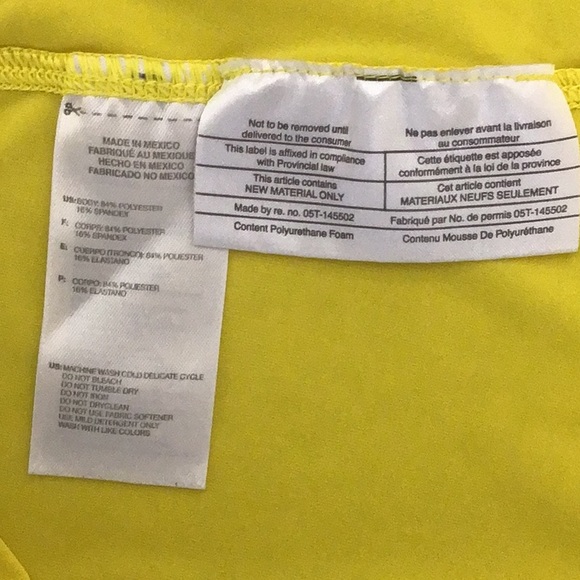 MADE IN MEXICO
FABRIQUÉ AU MEXIQUE
HECHO EN MEXICO
FABRICADO NO MEXICO
US: BODY: 84% POLYESTER
16% SPANDEX
F: CORPS: 84% POLYESTER
16% SPANDEX
E: CUERPO (TRONCO): 84% POLIESTER
16% ELASTANO
P: CORPO: 84% POLIESTER
16% ELASTANO
US: MACHINE WASH COLD DELICATE CYCLE
DO NOT BLEACH
DO NOT TUMBLE DRY
DO NOT IRON
DO NOT DRYCLEAN
DO NOT USE FABRIC SOFTENER
USE MILD DETERGENT ONLY
WASH WITH LIKE COLORS
Not to be removed until
delivered to the consumer
This label is affixed in compliance
with Provincial law
This article contains
NEW MATERIAL ONLY
Made by re. no. 05T-145502
Content Polyurethane Foam
Ne pas enlever avant la livraison
au consommateur
Cette étiquette est apposée
conformément à la loi de la province
Cet article contient
MATERIAUX NEUFS SEULEMENT
Fabriqué par No. de permis 05T-145502
Contenu Mousse De Polyuréthane